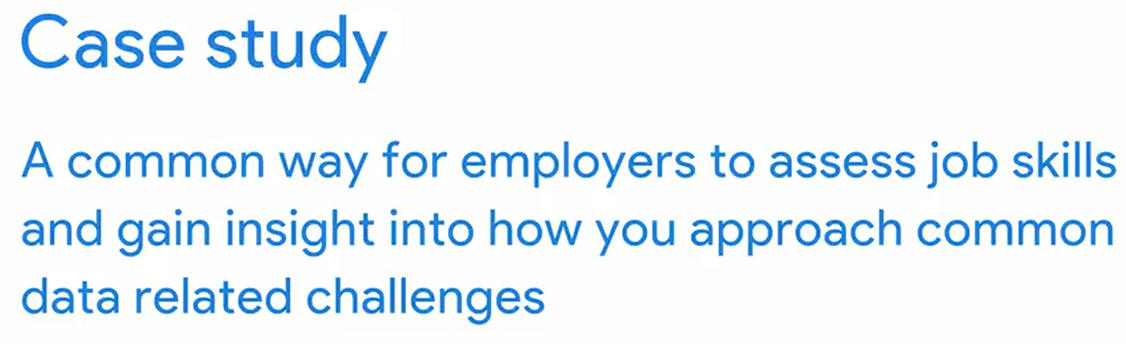 Case study
A common way for employers to assess job skills
and gain insight into how you approach common
data related challenges